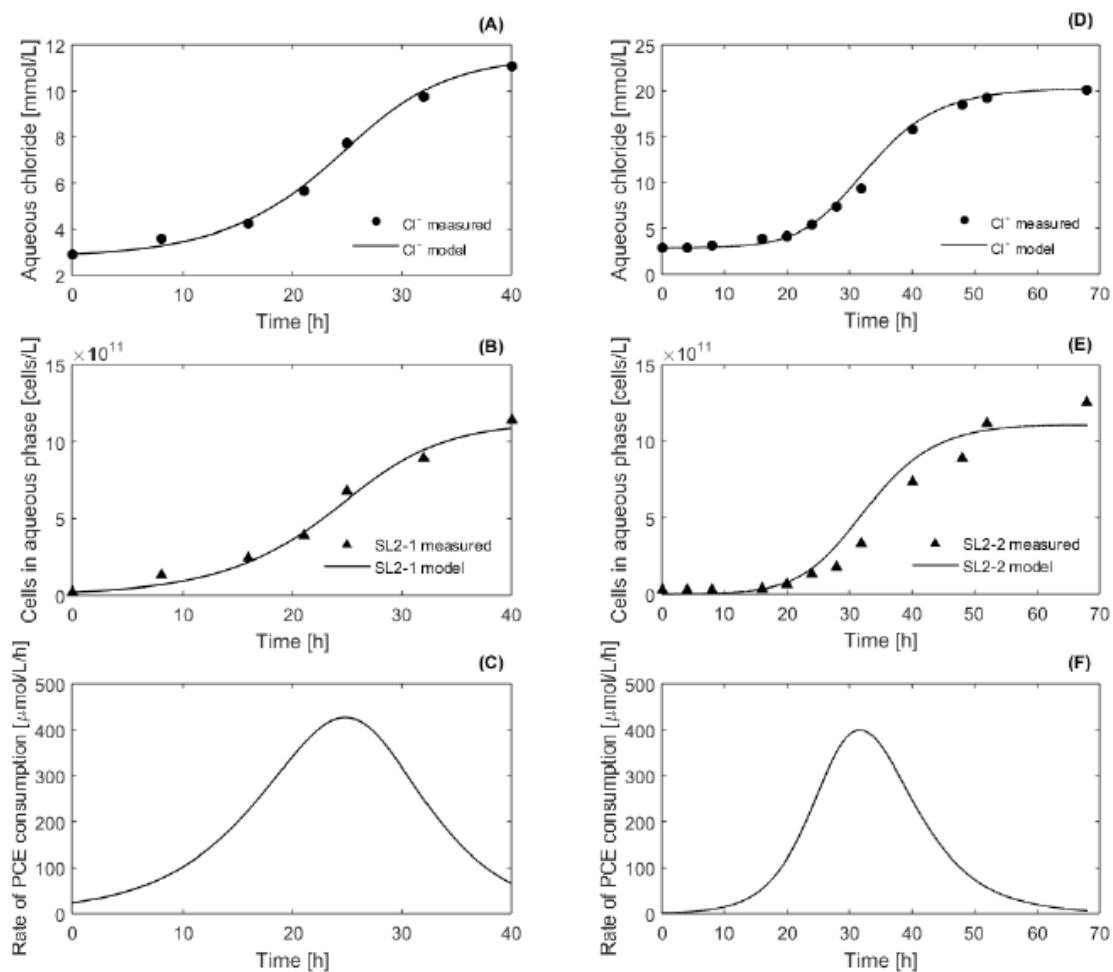 (A)
Aqueous chloride [mmol/L]
12
10
8
6
4
2
Cl⁻ measured
Cl⁻ model
0 10 20 30 40
Time [h]
(D)
Aqueous chloride [mmol/L]
25
20
15
10
5
0
Cl⁻ measured
Cl⁻ model
0 10 20 30 40 50 60 70
Time [h]
(B)
×10¹¹
Cells in aqueous phase [cells/L]
15
10
5
0
SL2-1 measured
SL2-1 model
0 10 20 30 40
Time [h]
(E)
×10¹¹
Cells in aqueous phase [cells/L]
15
10
5
0
SL2-2 measured
SL2-2 model
0 10 20 30 40 50 60 70
Time [h]
(C)
Rate of PCE consumption [μmol/L/h]
500
400
300
200
100
0
0 10 20 30 40
Time [h]
(F)
Rate of PCE consumption [μmol/L/h]
500
400
300
200
100
0
0 10 20 30 40 50 60 70
Time [h]